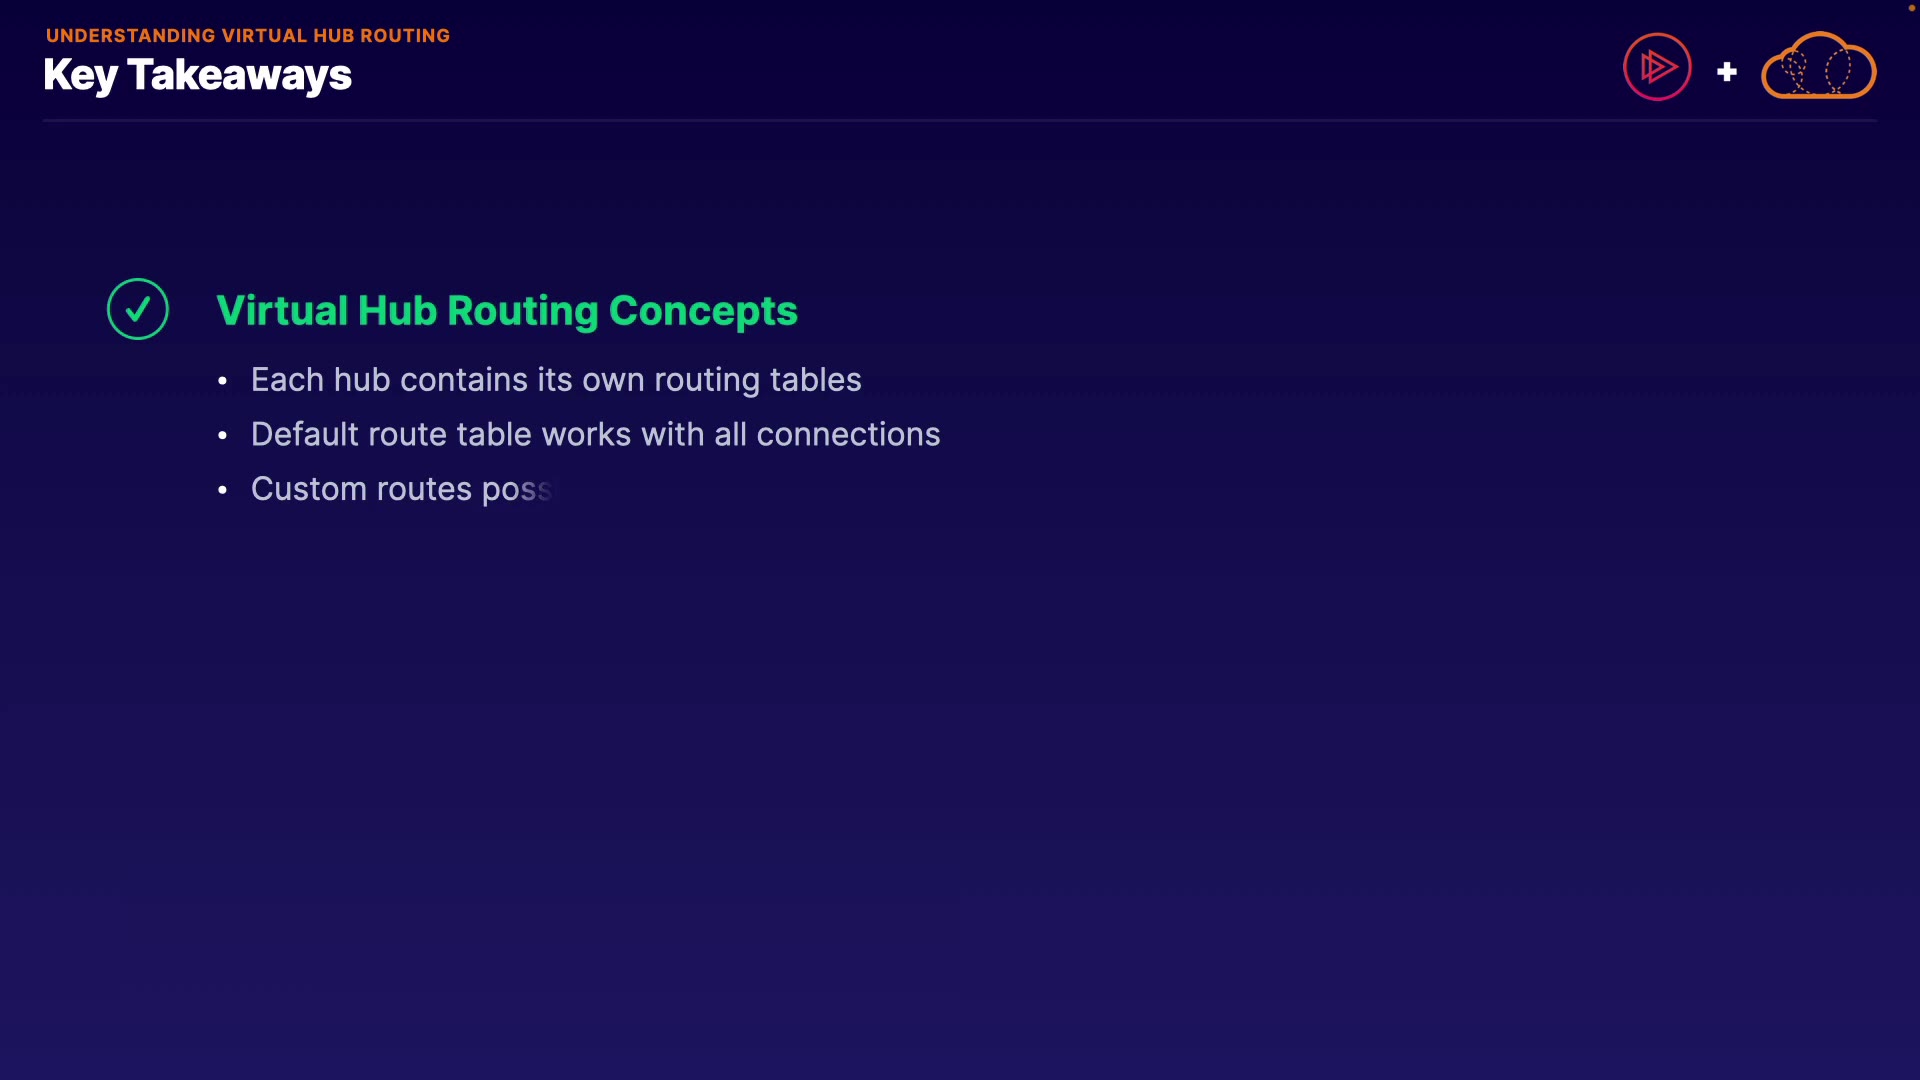 UNDERSTANDING VIRTUAL HUB ROUTING
Key Takeaways
+
Virtual Hub Routing Concepts
• Each hub contains its own routing tables
• Default route table works with all connections
• Custom routes poss